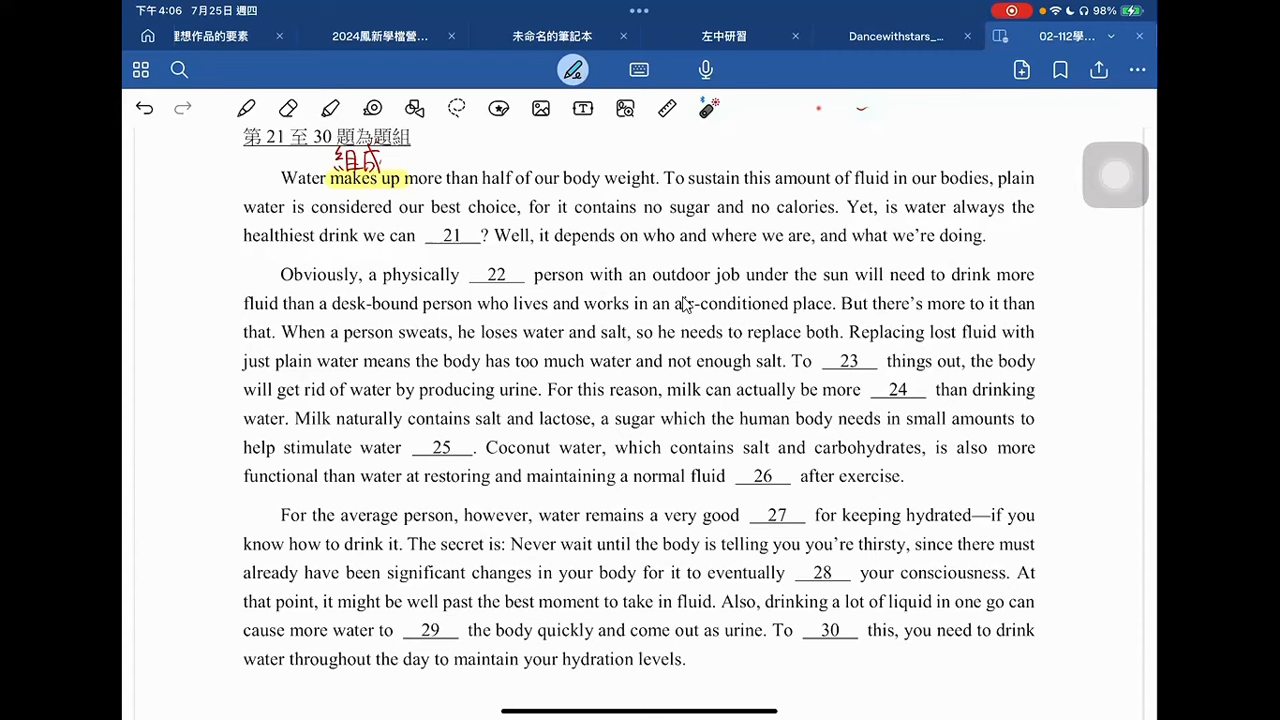 下午4:06 7月25日 週四
98%
理想作品的要素
2024鳳新學檔營...
未命名的筆記本
左中研習
Dancewithstars_...
02-112學...
第 21 至 30 題為題組
組成
Water makes up more than half of our body weight. To sustain this amount of fluid in our bodies, plain
water is considered our best choice, for it contains no sugar and no calories. Yet, is water always the
healthiest drink we can 21 ? Well, it depends on who and where we are, and what we're doing.
Obviously, a physically 22 person with an outdoor job under the sun will need to drink more
fluid than a desk-bound person who lives and works in an air-conditioned place. But there's more to it than
that. When a person sweats, he loses water and salt, so he needs to replace both. Replacing lost fluid with
just plain water means the body has too much water and not enough salt. To 23 things out, the body
will get rid of water by producing urine. For this reason, milk can actually be more 24 than drinking
water. Milk naturally contains salt and lactose, a sugar which the human body needs in small amounts to
help stimulate water 25 . Coconut water, which contains salt and carbohydrates, is also more
functional than water at restoring and maintaining a normal fluid 26 after exercise.
For the average person, however, water remains a very good 27 for keeping hydrated—if you
know how to drink it. The secret is: Never wait until the body is telling you you're thirsty, since there must
already have been significant changes in your body for it to eventually 28 your consciousness. At
that point, it might be well past the best moment to take in fluid. Also, drinking a lot of liquid in one go can
cause more water to 29 the body quickly and come out as urine. To 30 this, you need to drink
water throughout the day to maintain your hydration levels.